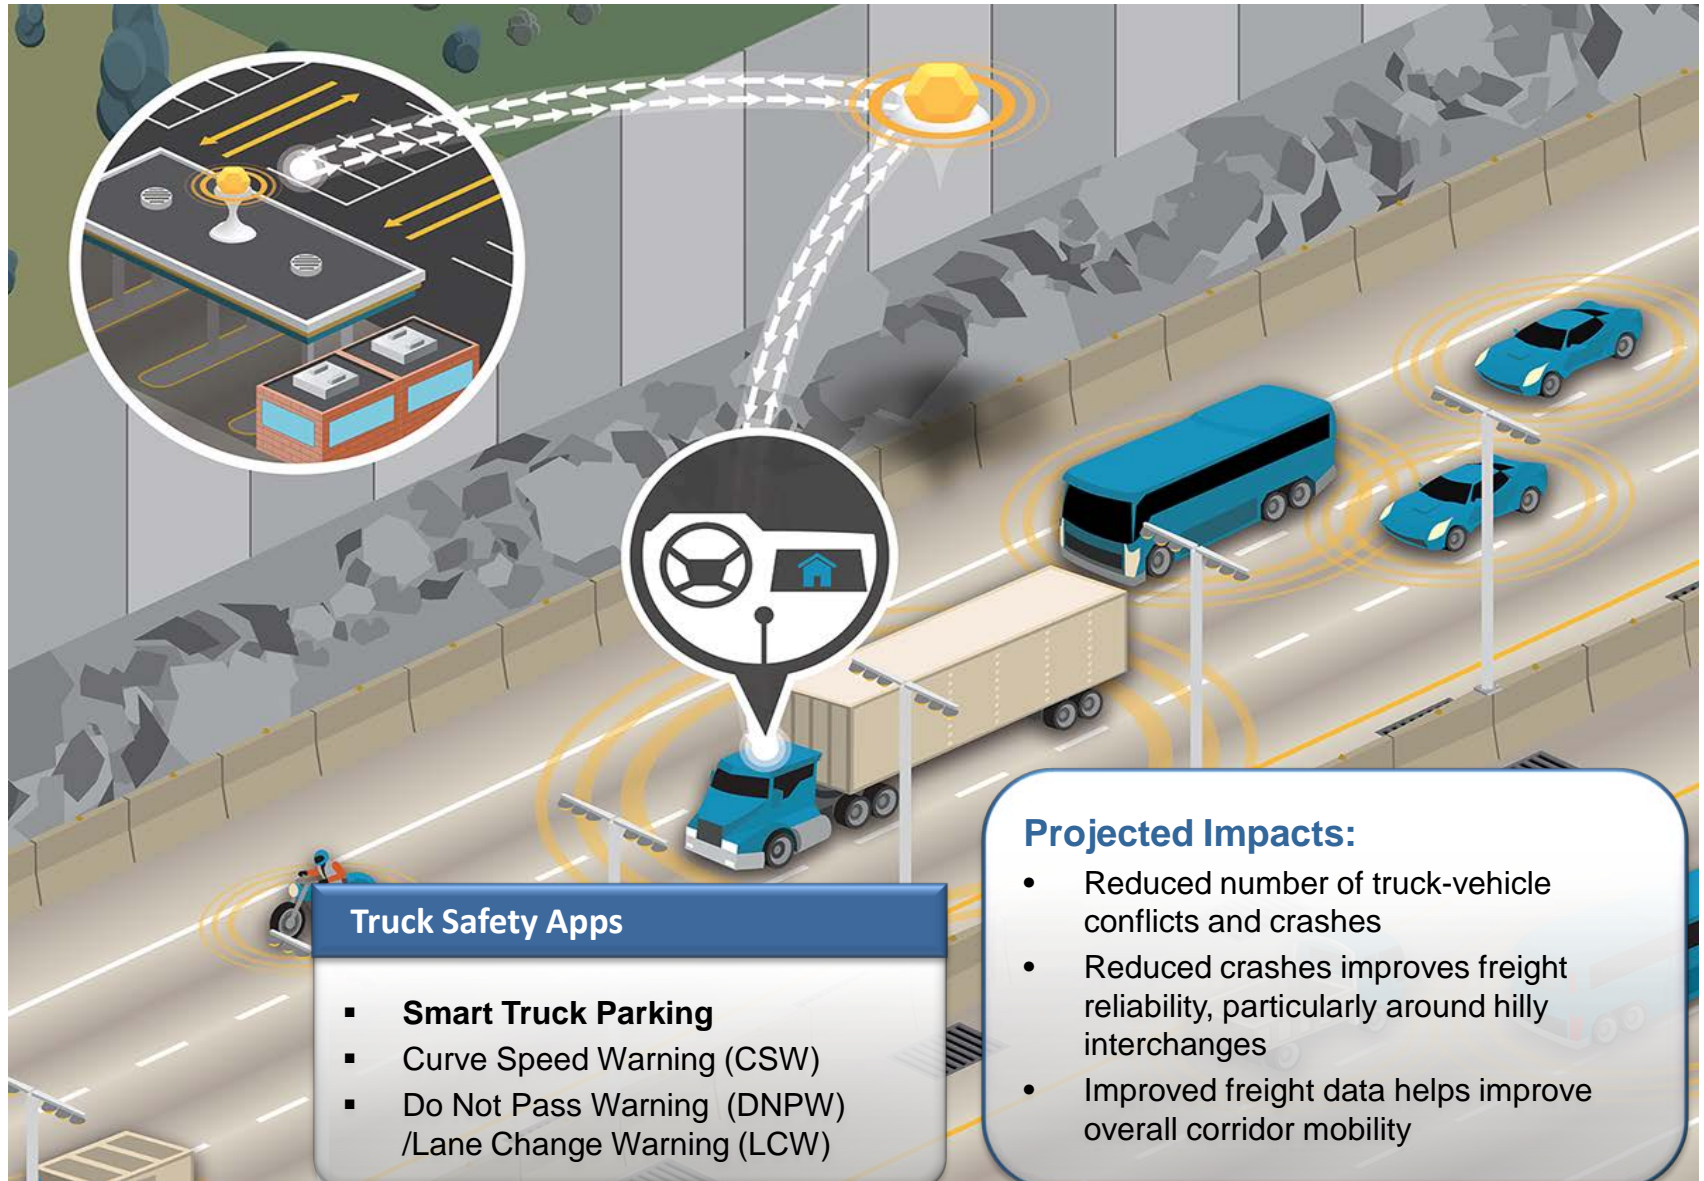 Truck Safety Apps
▪ Smart Truck Parking
▪ Curve Speed Warning (CSW)
▪ Do Not Pass Warning  (DNPW)
/Lane Change Warning (LCW)
Projected Impacts:
• Reduced number of truck-vehicle
conflicts and crashes
• Reduced crashes improves freight
reliability, particularly around hilly
interchanges
• Improved freight data helps improve
overall corridor mobility